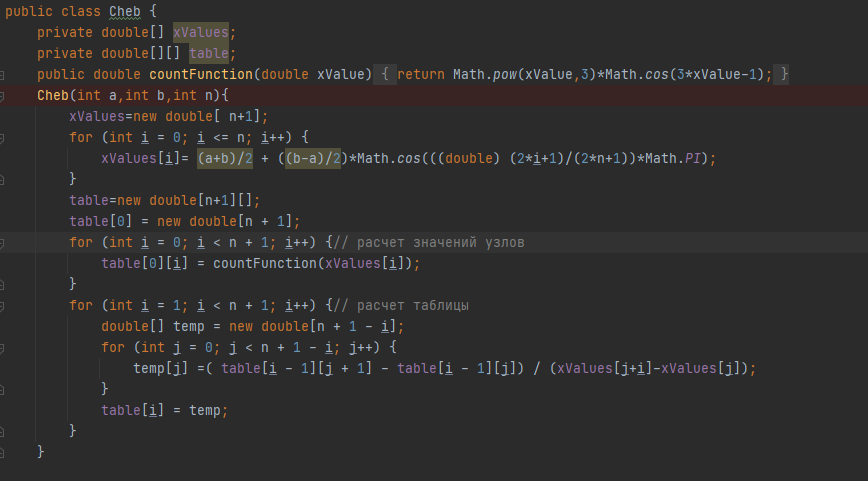 public class Cheb {
private double[] xValues;
private double[][] table;
public double countFunction(double xValue) { return Math.pow(xValue,3)*Math.cos(3*xValue-1); }
Cheb(int a,int b,int n){
xValues=new double[ n+1];
for (int i = 0; i <= n; i++) {
xValues[i]= (a+b)/2 + ((b-a)/2)*Math.cos(((double) (2*i+1)/(2*n+1))*Math.PI);
}
table=new double[n+1][];
table[0] = new double[n + 1];
for (int i = 0; i < n + 1; i++) {// расчет значений узлов
table[0][i] = countFunction(xValues[i]);
}
for (int i = 1; i < n + 1; i++) {// расчет таблицы
double[] temp = new double[n + 1 - i];
for (int j = 0; j < n + 1 - i; j++) {
temp[j] =( table[i - 1][j + 1] - table[i - 1][j]) / (xValues[j+i]-xValues[j]);
}
table[i] = temp;
}
}